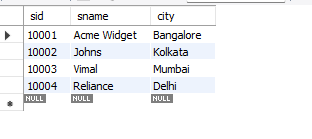 sid sname city
10001 Acme Widget Bangalore
10002 Johns Kolkata
10003 Vimal Mumbai
10004 Reliance Delhi
NULL NULL NULL